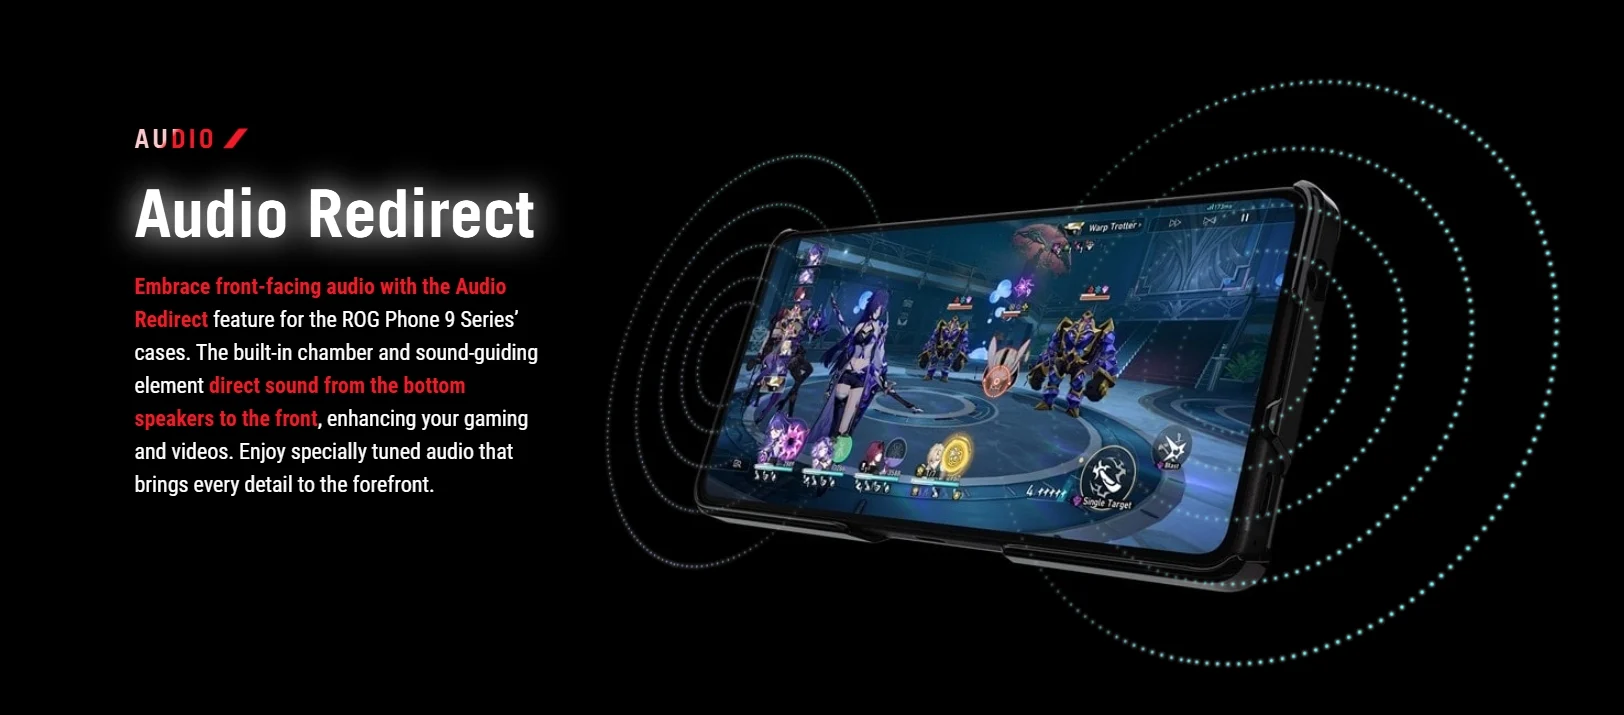 AUDIO
Audio Redirect
Embrace front-facing audio with the Audio
Redirect feature for the ROG Phone 9 Series’
cases. The built-in chamber and sound-guiding
element direct sound from the bottom
speakers to the front, enhancing your gaming
and videos. Enjoy specially tuned audio that
brings every detail to the forefront.
Warp Trotter
Blast
Single Target